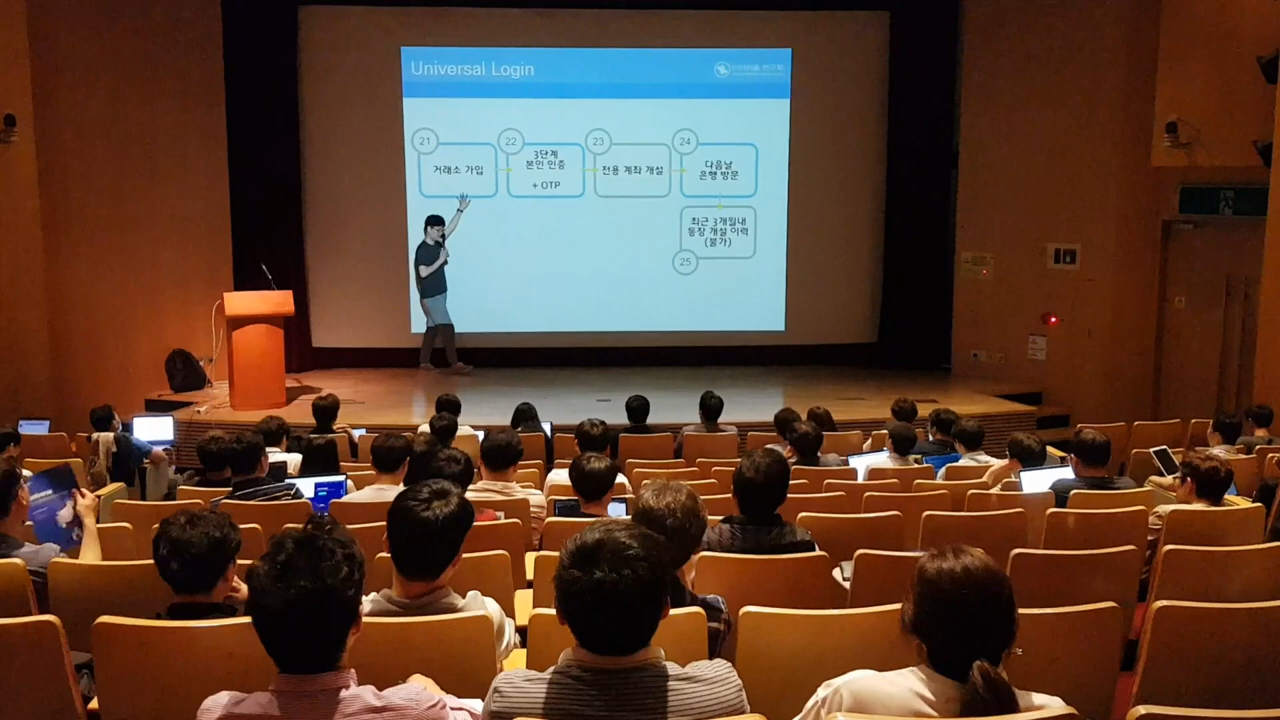 Universal Login
21
거래소 가입
22
3단계
본인 인증
+ OTP
23
전용 계좌 개설
24
다음날
은행 방문
최근 3개월내
통장 개설 이력
(불가)
25